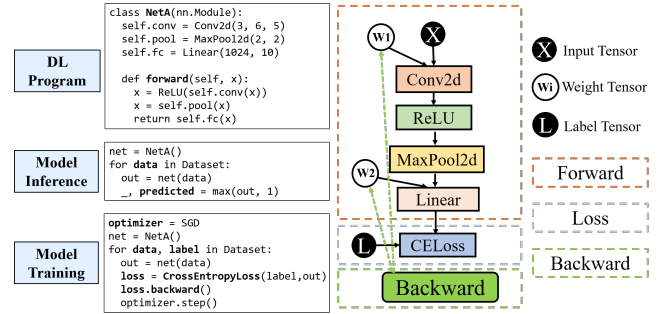 DL
Program
class NetA(nn.Module):
self.conv = Conv2d(3, 6, 5)
self.pool = MaxPool2d(2, 2)
self.fc = Linear(1024, 10)
def forward(self, x):
x = ReLU(self.conv(x))
x = self.pool(x)
return self.fc(x)
Model
Inference
net = NetA()
for data in Dataset:
out = net(data)
_, predicted = max(out, 1)
Model
Training
optimizer = SGD
net = NetA()
for data, label in Dataset:
out = net(data)
loss = CrossEntropyLoss(label,out)
loss.backward()
optimizer.step()
W1
X
Conv2d
ReLU
MaxPool2d
W2
Linear
L
CELoss
Backward
X Input Tensor
Wi Weight Tensor
L Label Tensor
Forward
Loss
Backward